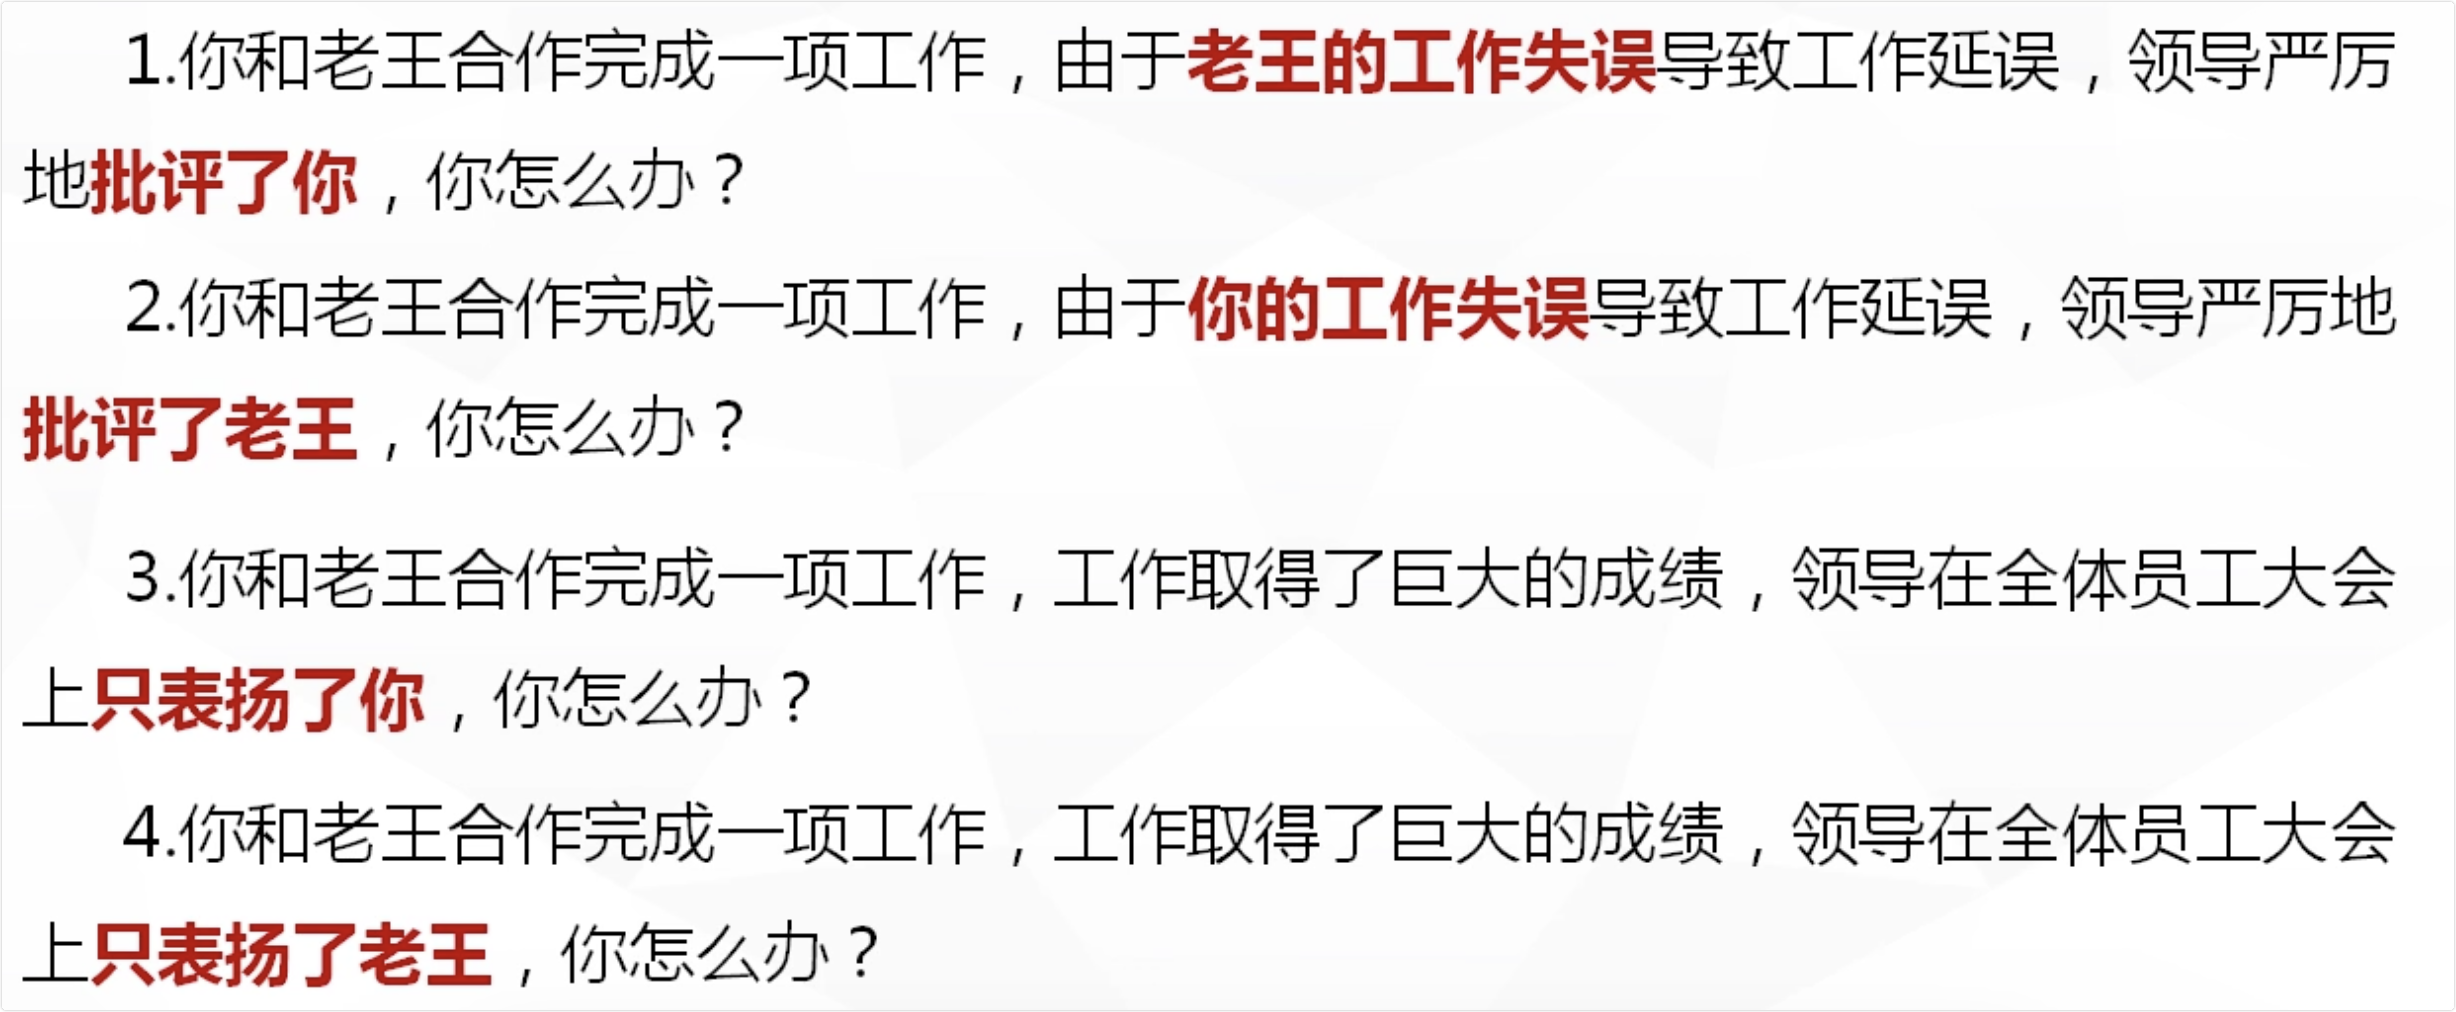 1.你和老王合作完成一项工作，由于老王的工作失误导致工作延误，领导严厉
地批评了你，你怎么办？
2.你和老王合作完成一项工作，由于你的工作失误导致工作延误，领导严厉地
批评了老王，你怎么办？
3.你和老王合作完成一项工作，工作取得了巨大的成绩，领导在全体员工大会
上只表扬了你，你怎么办？
4.你和老王合作完成一项工作，工作取得了巨大的成绩，领导在全体员工大会
上只表扬了老王，你怎么办？